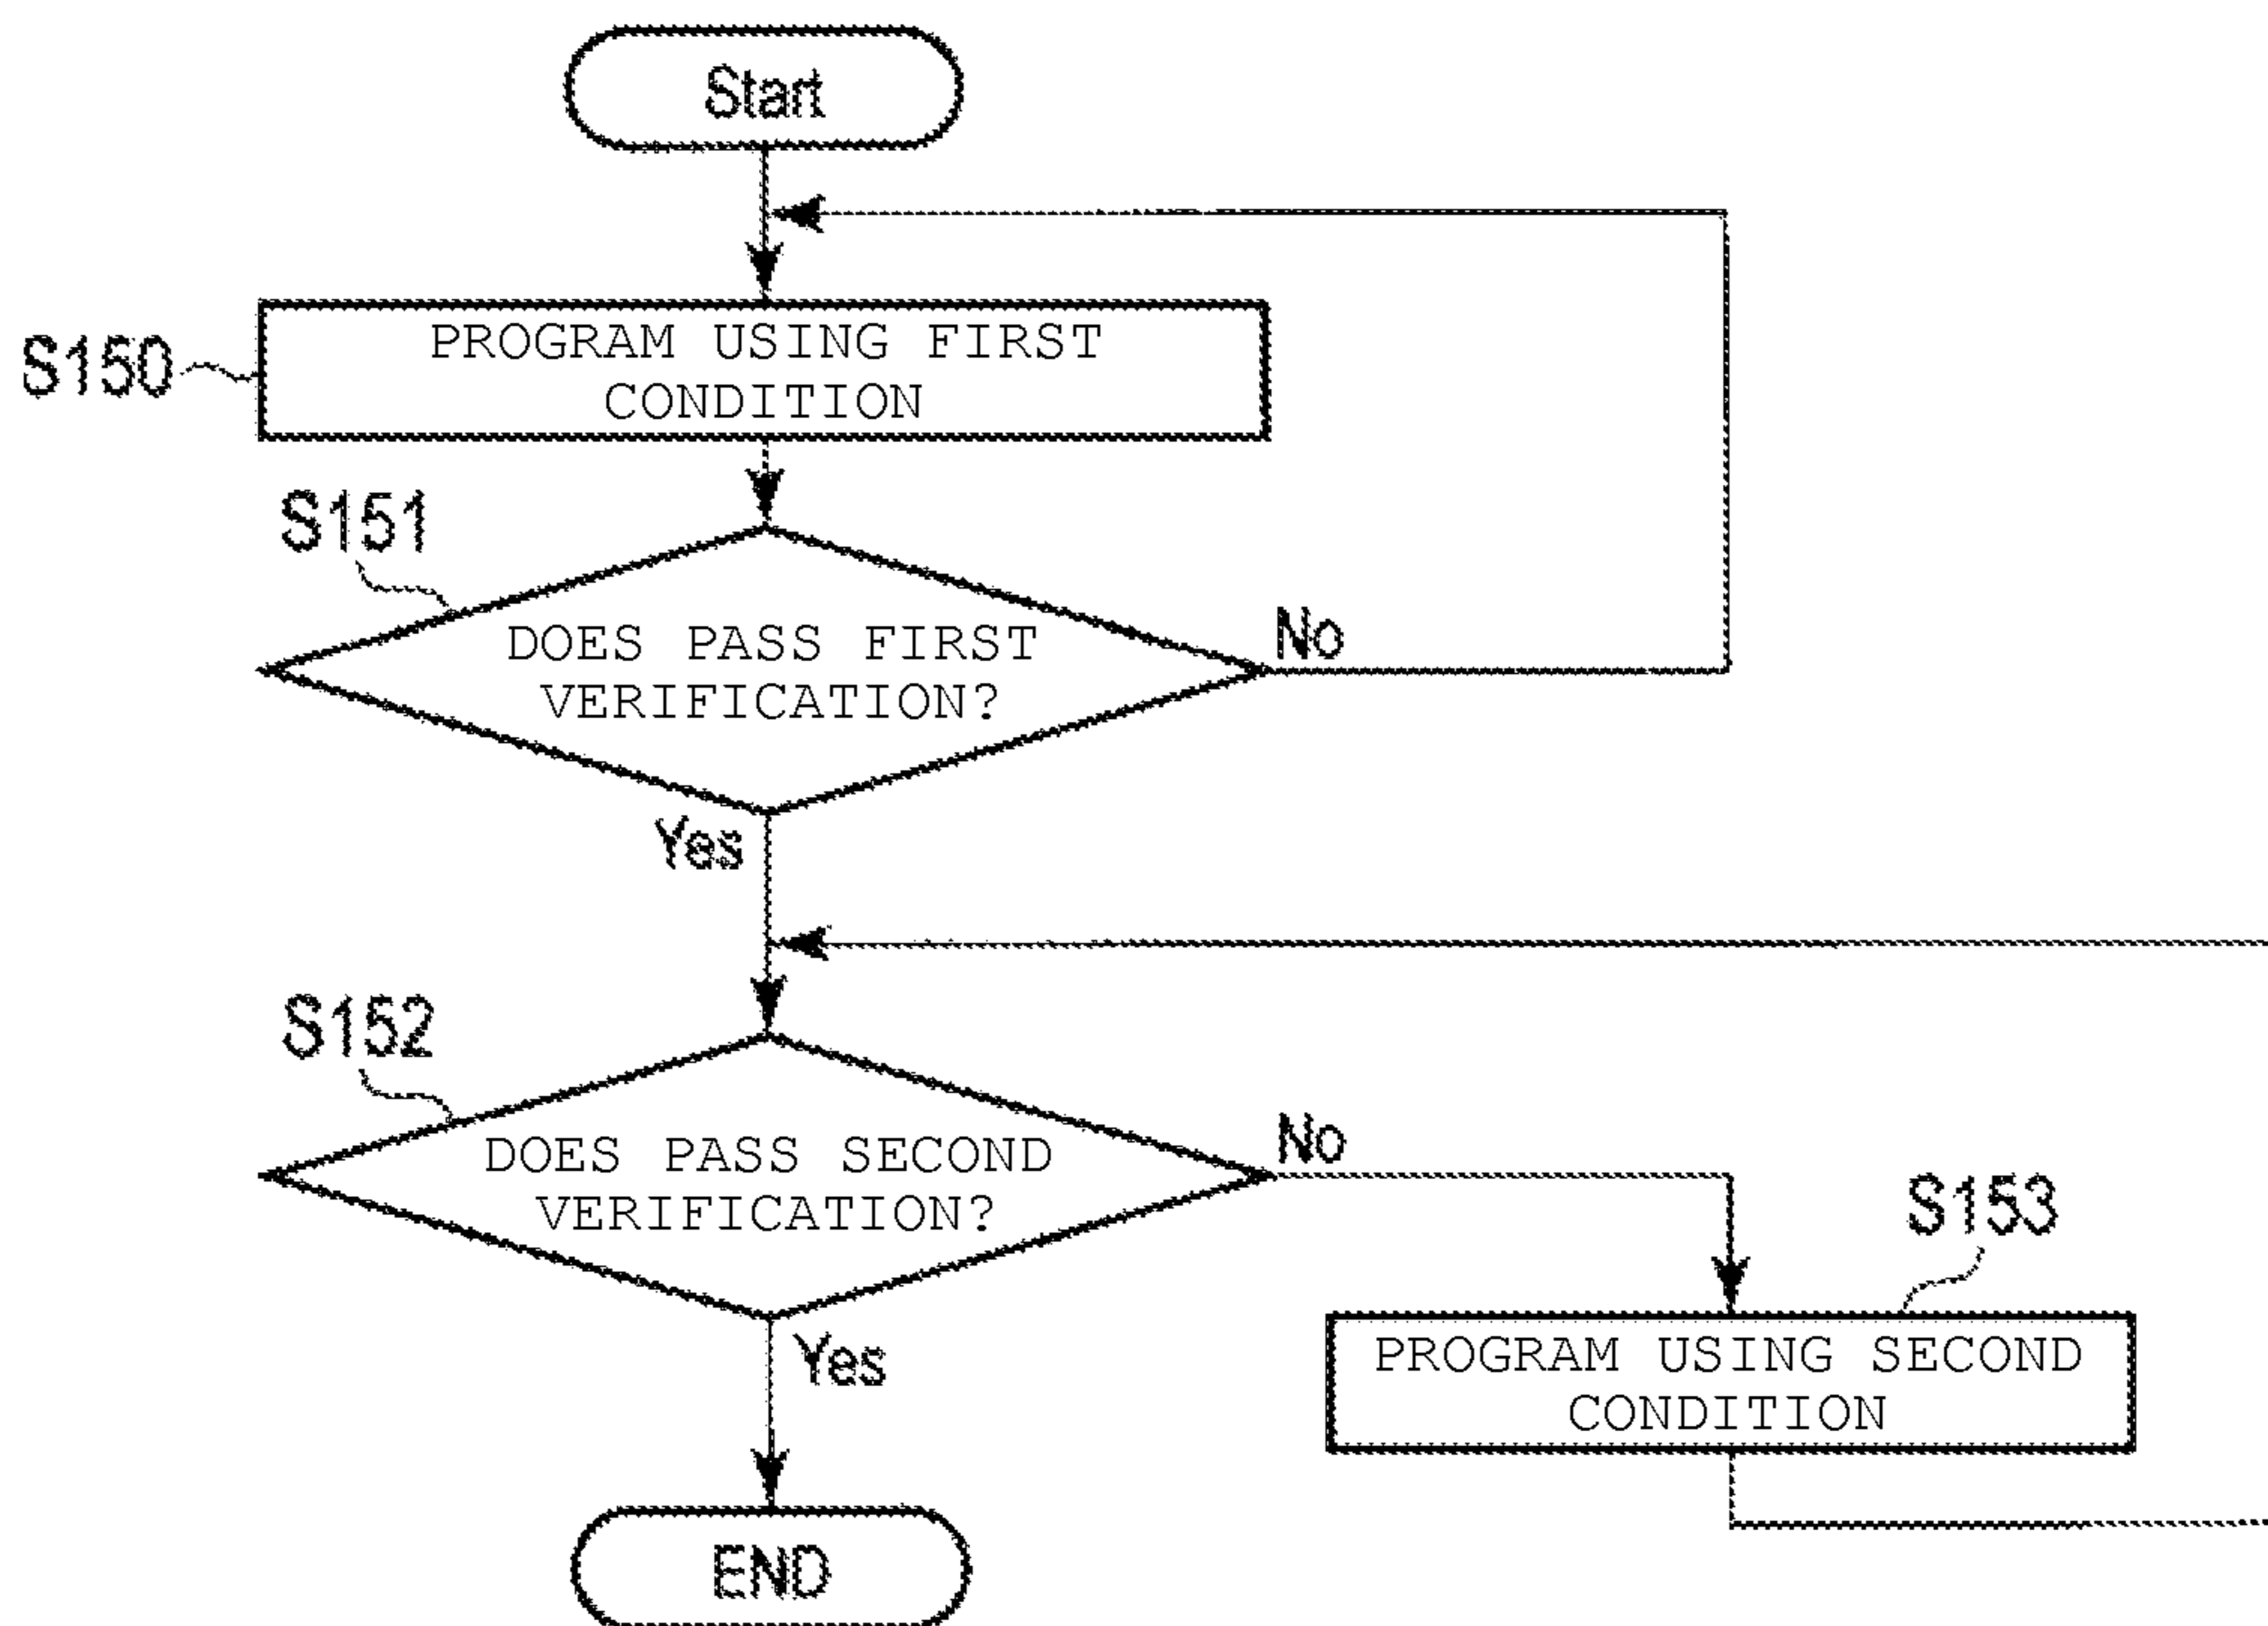 Start
S150
PROGRAM USING FIRST
CONDITION
S151
DOES PASS FIRST
VERIFICATION?
No
Yes
S152
DOES PASS SECOND
VERIFICATION?
No
S153
PROGRAM USING SECOND
CONDITION
Yes
END